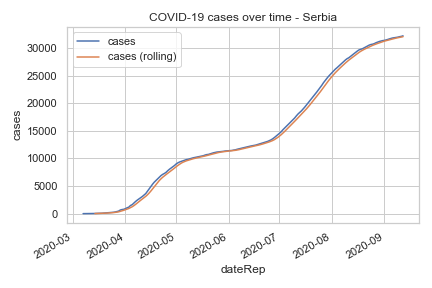 COVID-19 cases over time - Serbia
cases
cases (rolling)
30000
25000
20000
15000
10000
5000
0
cases
2020-03
2020-04
2020-05
2020-06
2020-07
2020-08
2020-09
dateRep